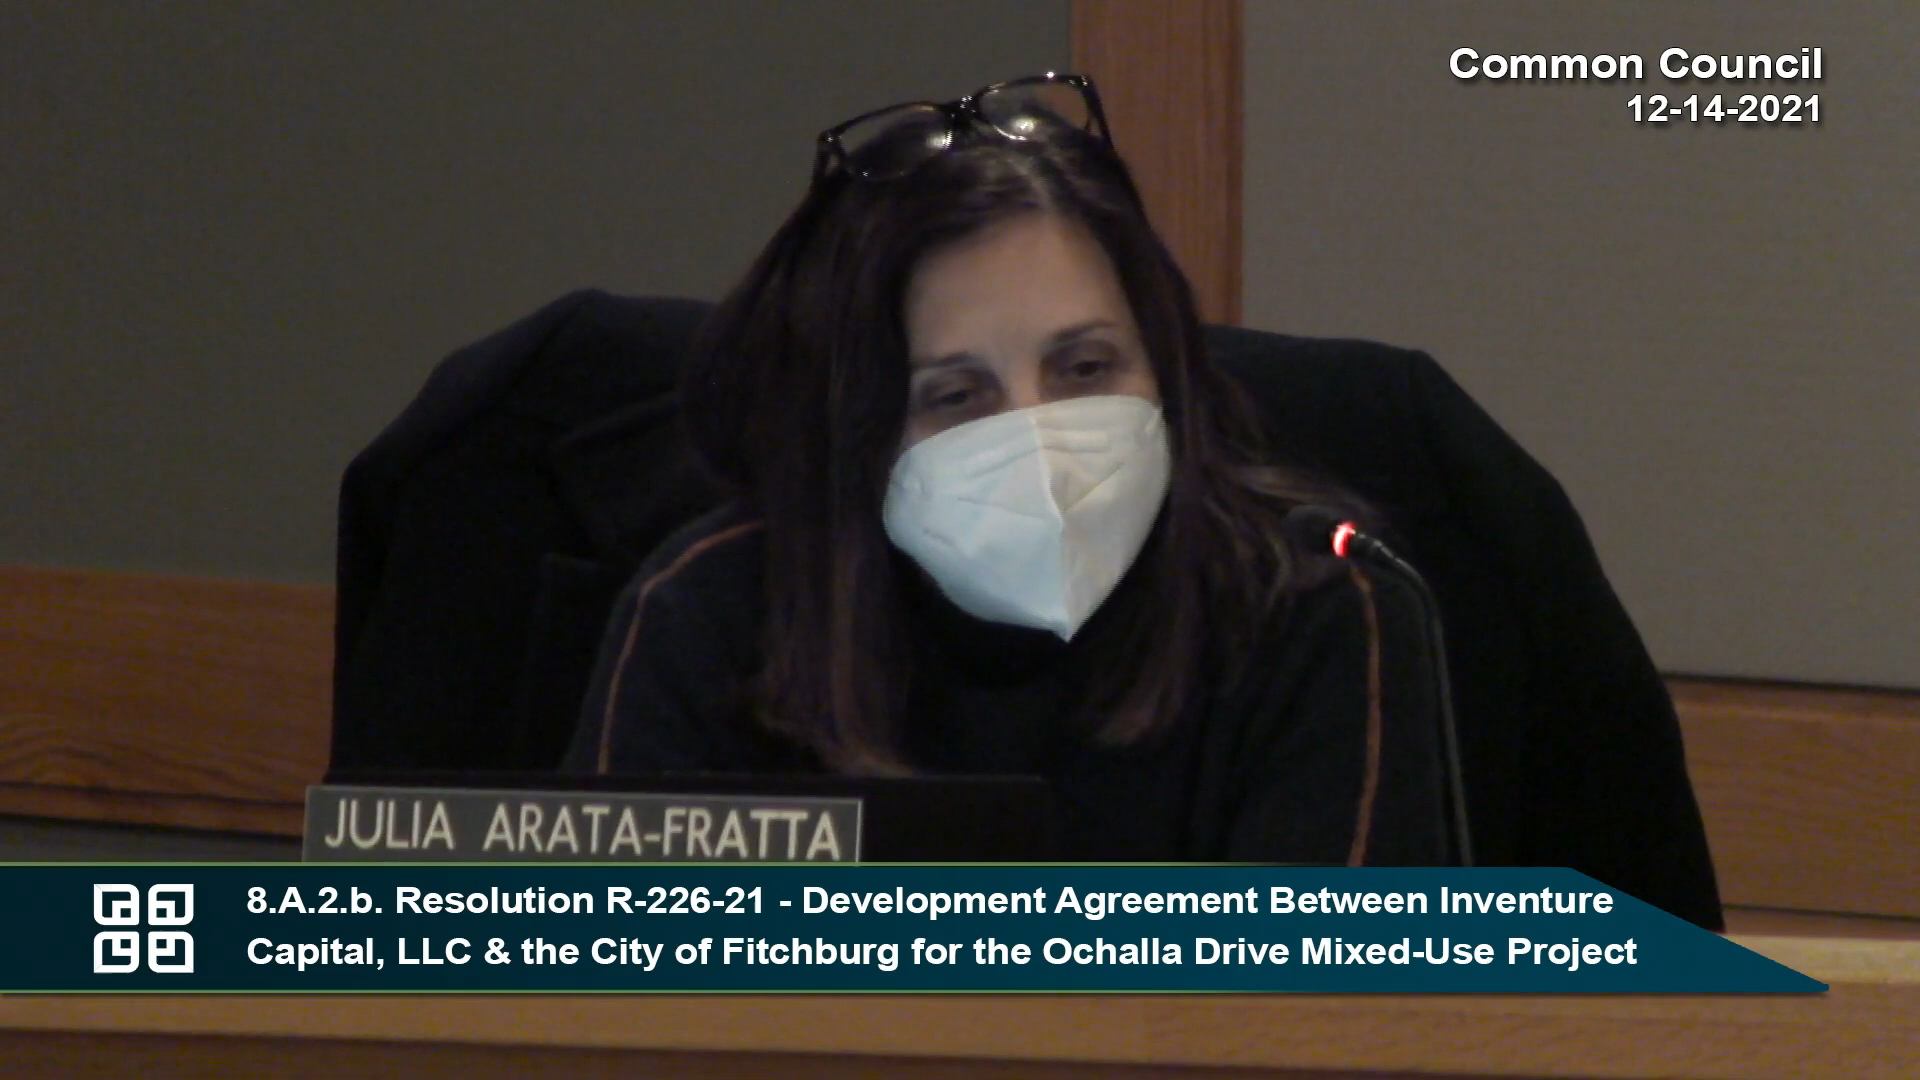 Common Council
12-14-2021
JULIA ARATA-FRATTA
8.A.2.b. Resolution R-226-21 - Development Agreement Between Inventure
Capital, LLC & the City of Fitchburg for the Ochalla Drive Mixed-Use Project